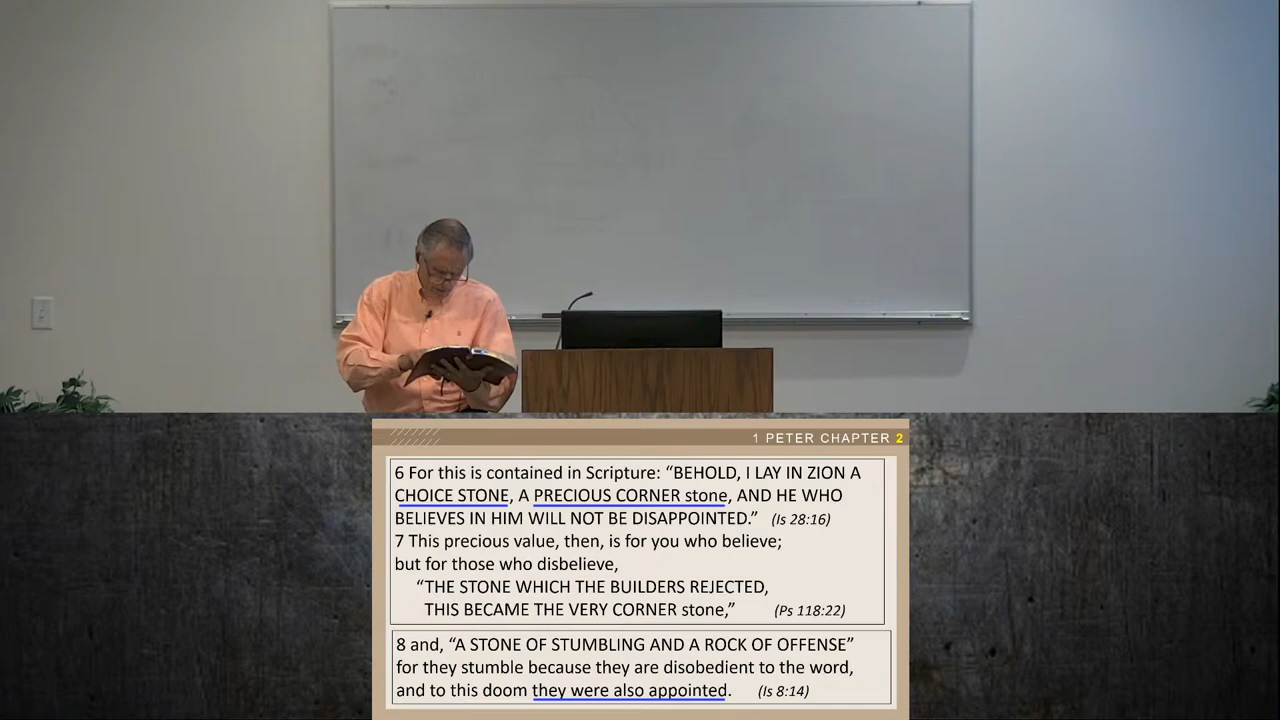 1 PETER CHAPTER 2
6 For this is contained in Scripture: “BEHOLD, I LAY IN ZION A
CHOICE STONE, A PRECIOUS CORNER stone, AND HE WHO
BELIEVES IN HIM WILL NOT BE DISAPPOINTED.” (Is 28:16)
7 This precious value, then, is for you who believe;
but for those who disbelieve,
“THE STONE WHICH THE BUILDERS REJECTED,
THIS BECAME THE VERY CORNER stone,” (Ps 118:22)
8 and, “A STONE OF STUMBLING AND A ROCK OF OFFENSE”
for they stumble because they are disobedient to the word,
and to this doom they were also appointed. (Is 8:14)